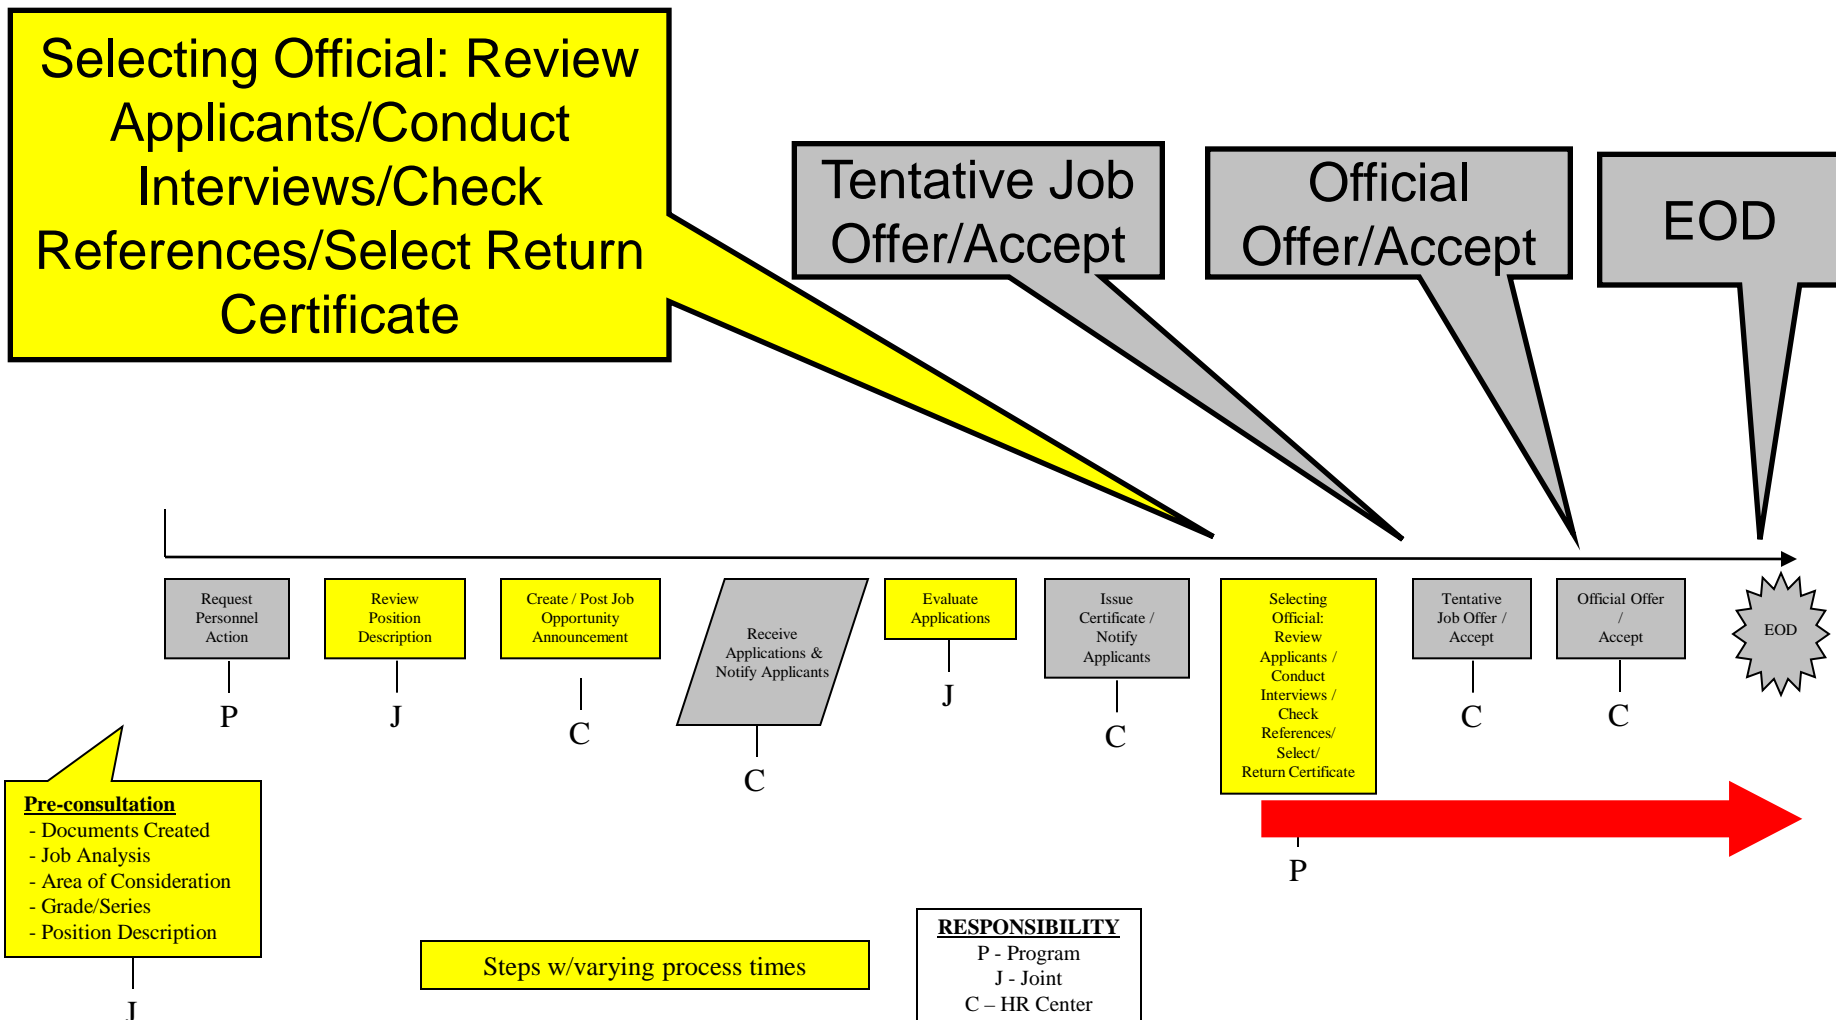 Selecting Official: Review
Applicants/Conduct
Interviews/Check
References/Select Return
Certificate
Tentative Job
Offer/Accept
Official
Offer/Accept
EOD
Request
Personnel
Action
P
Review
Position
Description
J
Create / Post Job
Opportunity
Announcement
C
Receive
Applications &
Notify Applicants
C
Evaluate
Applications
J
Issue
Certificate /
Notify
Applicants
C
Selecting
Official:
Review
Applicants /
Conduct
Interviews /
Check
References/
Select/
Return Certificate
P
Tentative
Job Offer /
Accept
C
Official Offer
/
Accept
C
EOD
Pre-consultation
- Documents Created
- Job Analysis
- Area of Consideration
- Grade/Series
- Position Description
J
Steps w/varying process times
RESPONSIBILITY
P - Program
J - Joint
C – HR Center